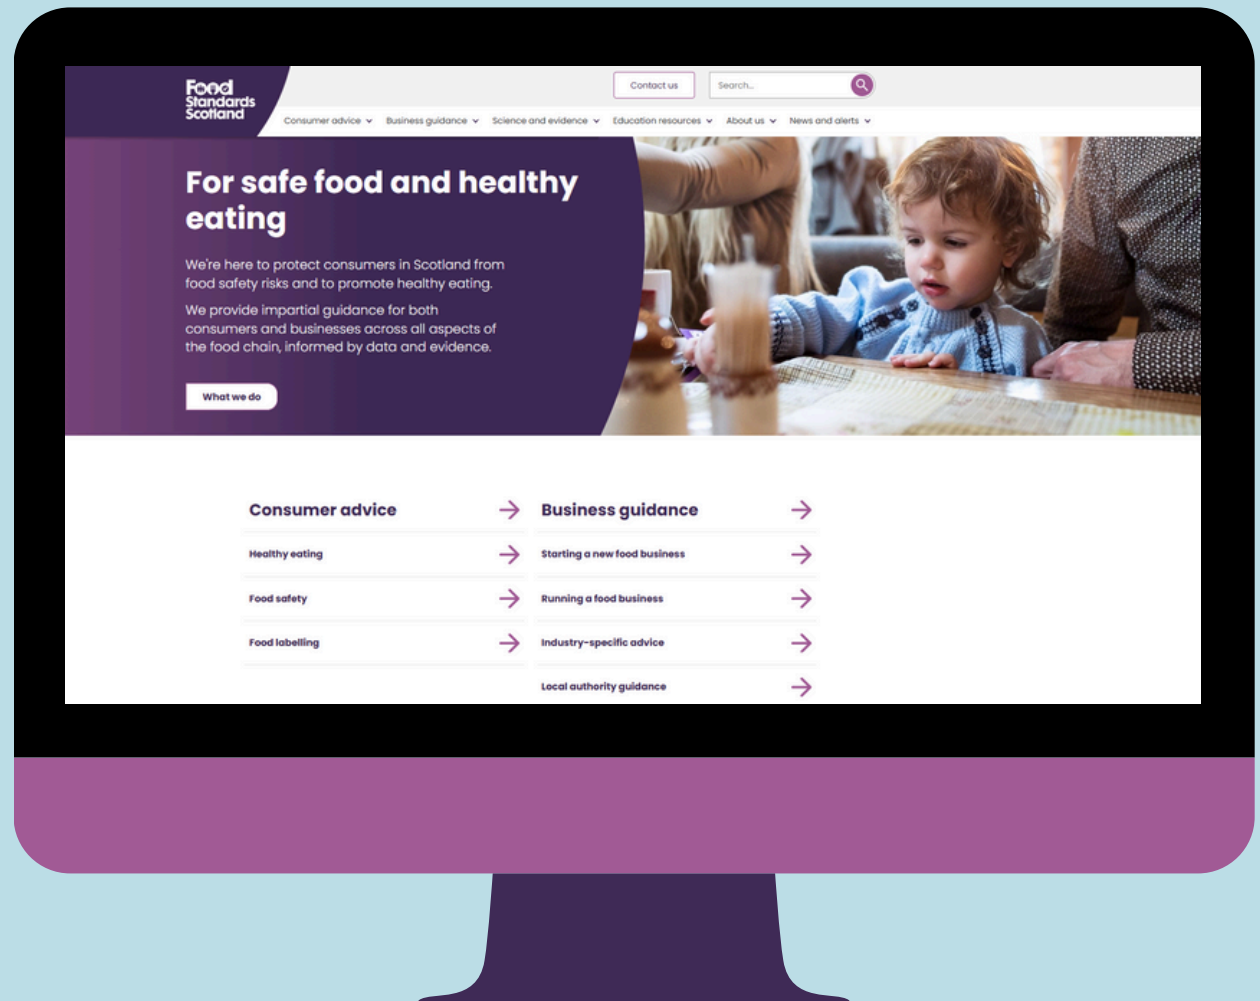 Food
Standards
Scotland
Contact us
Search...
Consumer advice
Business guidance
Science and evidence
Education resources
About us
News and alerts
For safe food and healthy
eating
We're here to protect consumers in Scotland from
food safety risks and to promote healthy eating.
We provide impartial guidance for both
consumers and businesses across all aspects of
the food chain, informed by data and evidence.
What we do
Consumer advice
Healthy eating
Food safety
Food labelling
Business guidance
Starting a new food business
Running a food business
Industry-specific advice
Local authority guidance